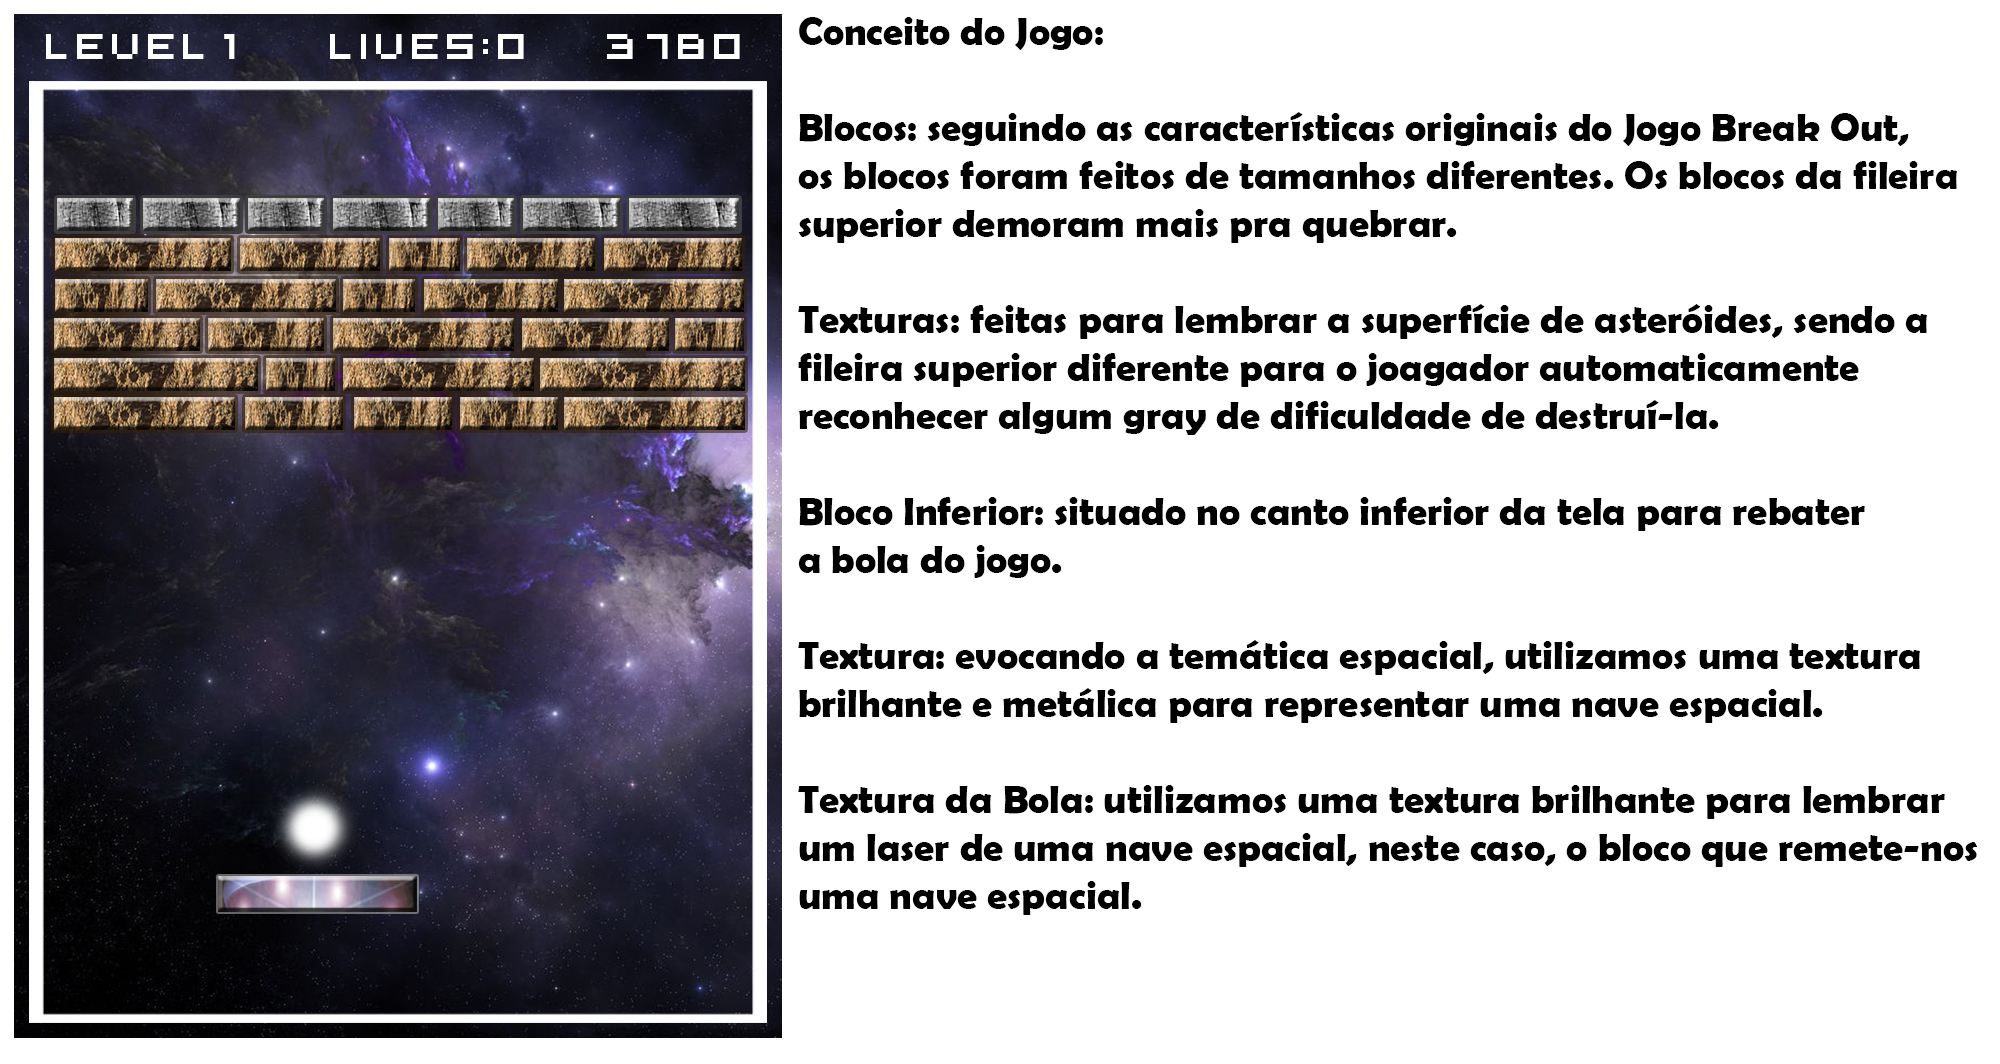 LEVEL 1 LIVES:0 3780
Conceito do Jogo:
Blocos: seguindo as características originais do Jogo Break Out,
os blocos foram feitos de tamanhos diferentes. Os blocos da fileira
superior demoram mais pra quebrar.
Texturas: feitas para lembrar a superfície de asteróides, sendo a
fileira superior diferente para o joagador automaticamente
reconhecer algum gray de dificuldade de destruí-la.
Bloco Inferior: situado no canto inferior da tela para rebater
a bola do jogo.
Textura: evocando a temática espacial, utilizamos uma textura
brilhante e metálica para representar uma nave espacial.
Textura da Bola: utilizamos uma textura brilhante para lembrar
um laser de uma nave espacial, neste caso, o bloco que remete-nos
uma nave espacial.